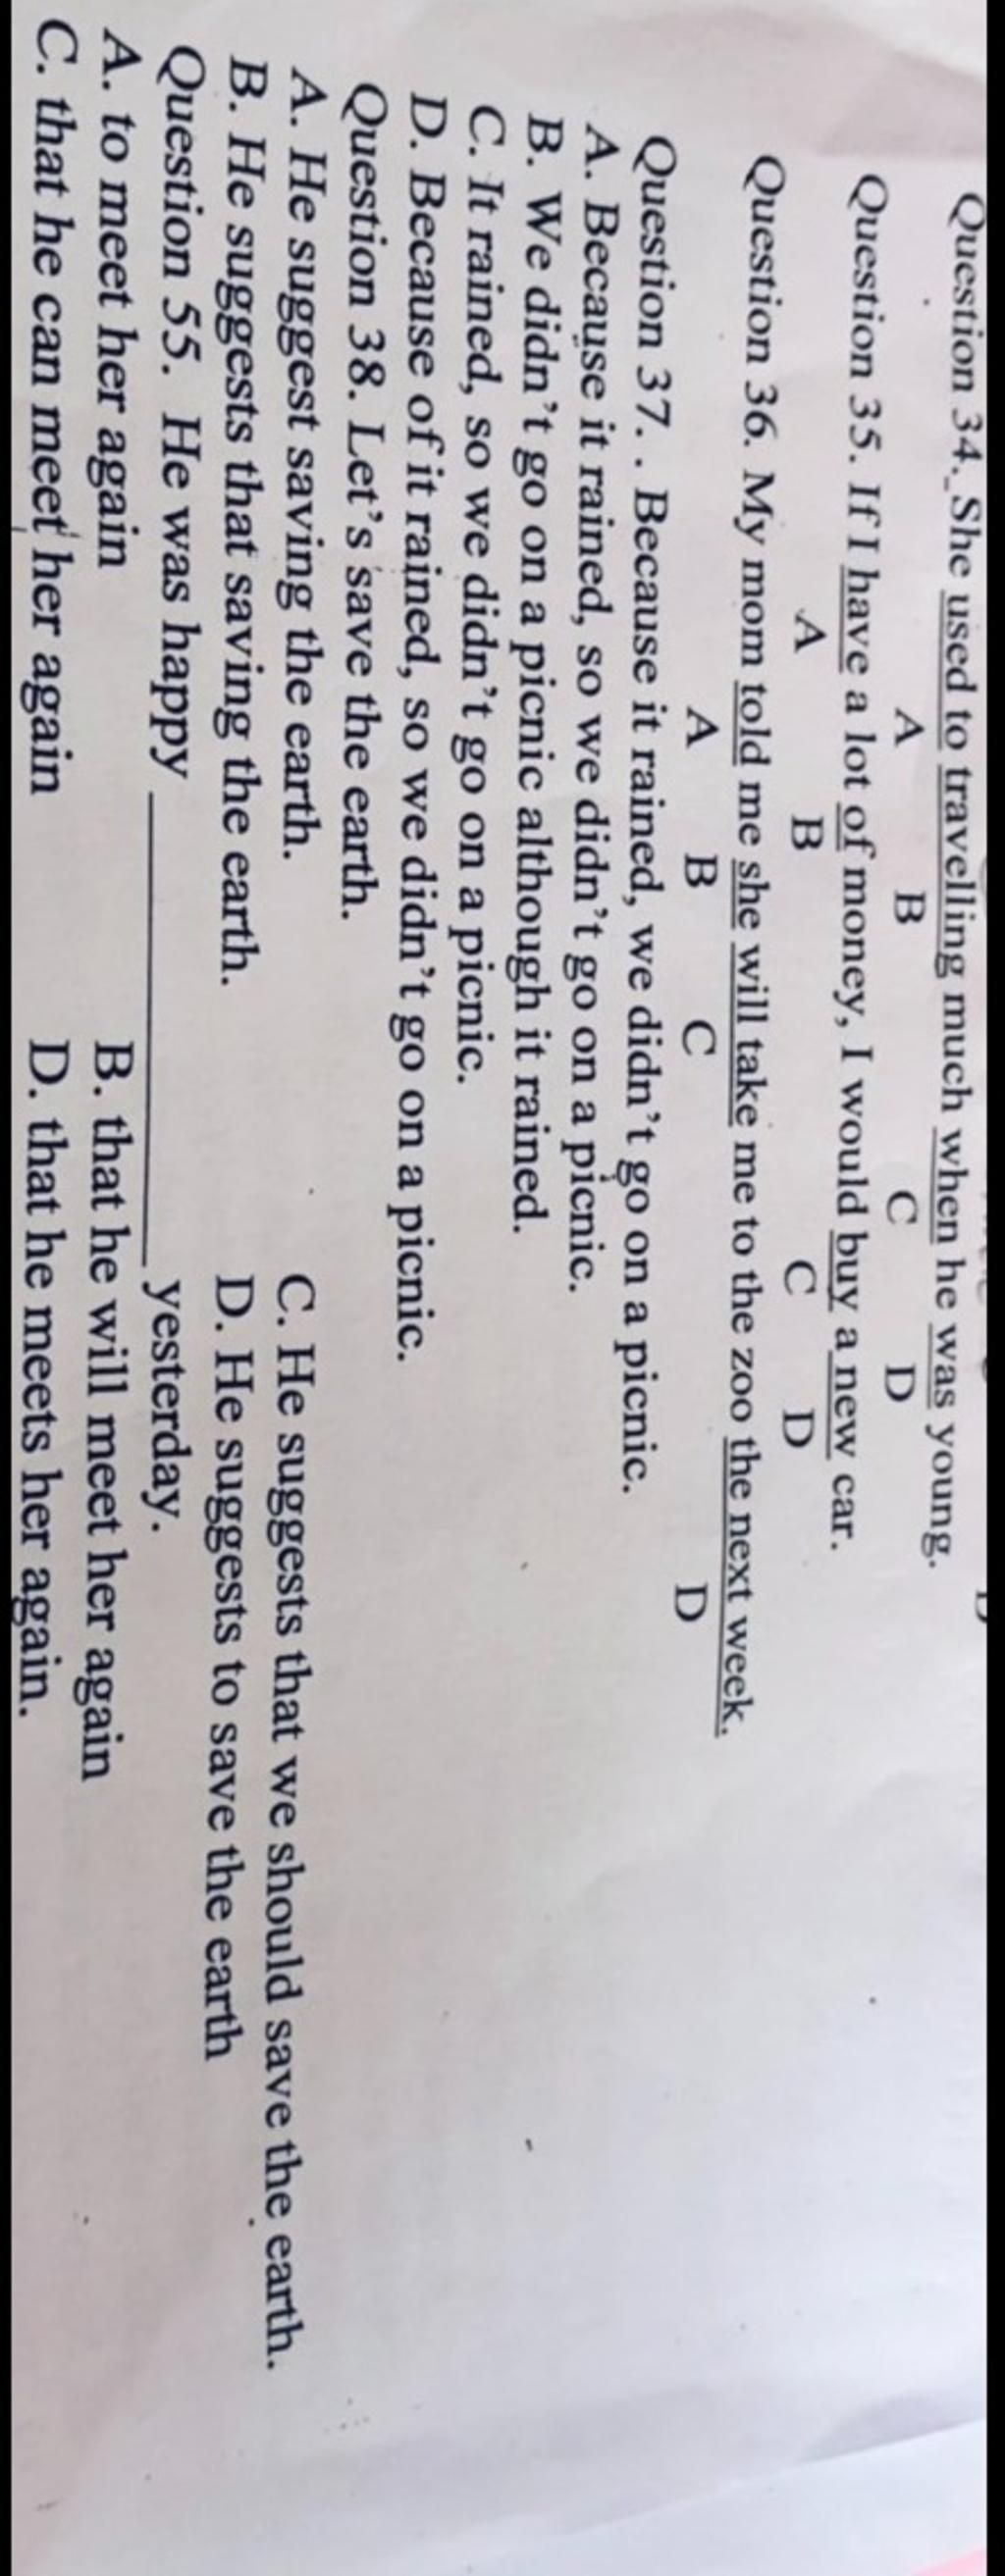 Question 34. She used to travelling much when he was young.
A B C D
Question 35. If I have a lot of money, I would buy a new car.
A B C D
Question 36. My mom told me she will take me to the zoo the next week.
A B C D
Question 37. . Because it rained, we didn't go on a picnic.
A. Because it rained, so we didn't go on a picnic.
B. We didn't go on a picnic although it rained.
C. It rained, so we didn't go on a picnic.
D. Because of it rained, so we didn't go on a picnic.
Question 38. Let's save the earth.
A. He suggest saving the earth. C. He suggests that we should save the earth.
B. He suggests that saving the earth. D. He suggests to save the earth
Question 55. He was happy ______________ yesterday.
A. to meet her again B. that he will meet her again
C. that he can meet her again D. that he meets her again.